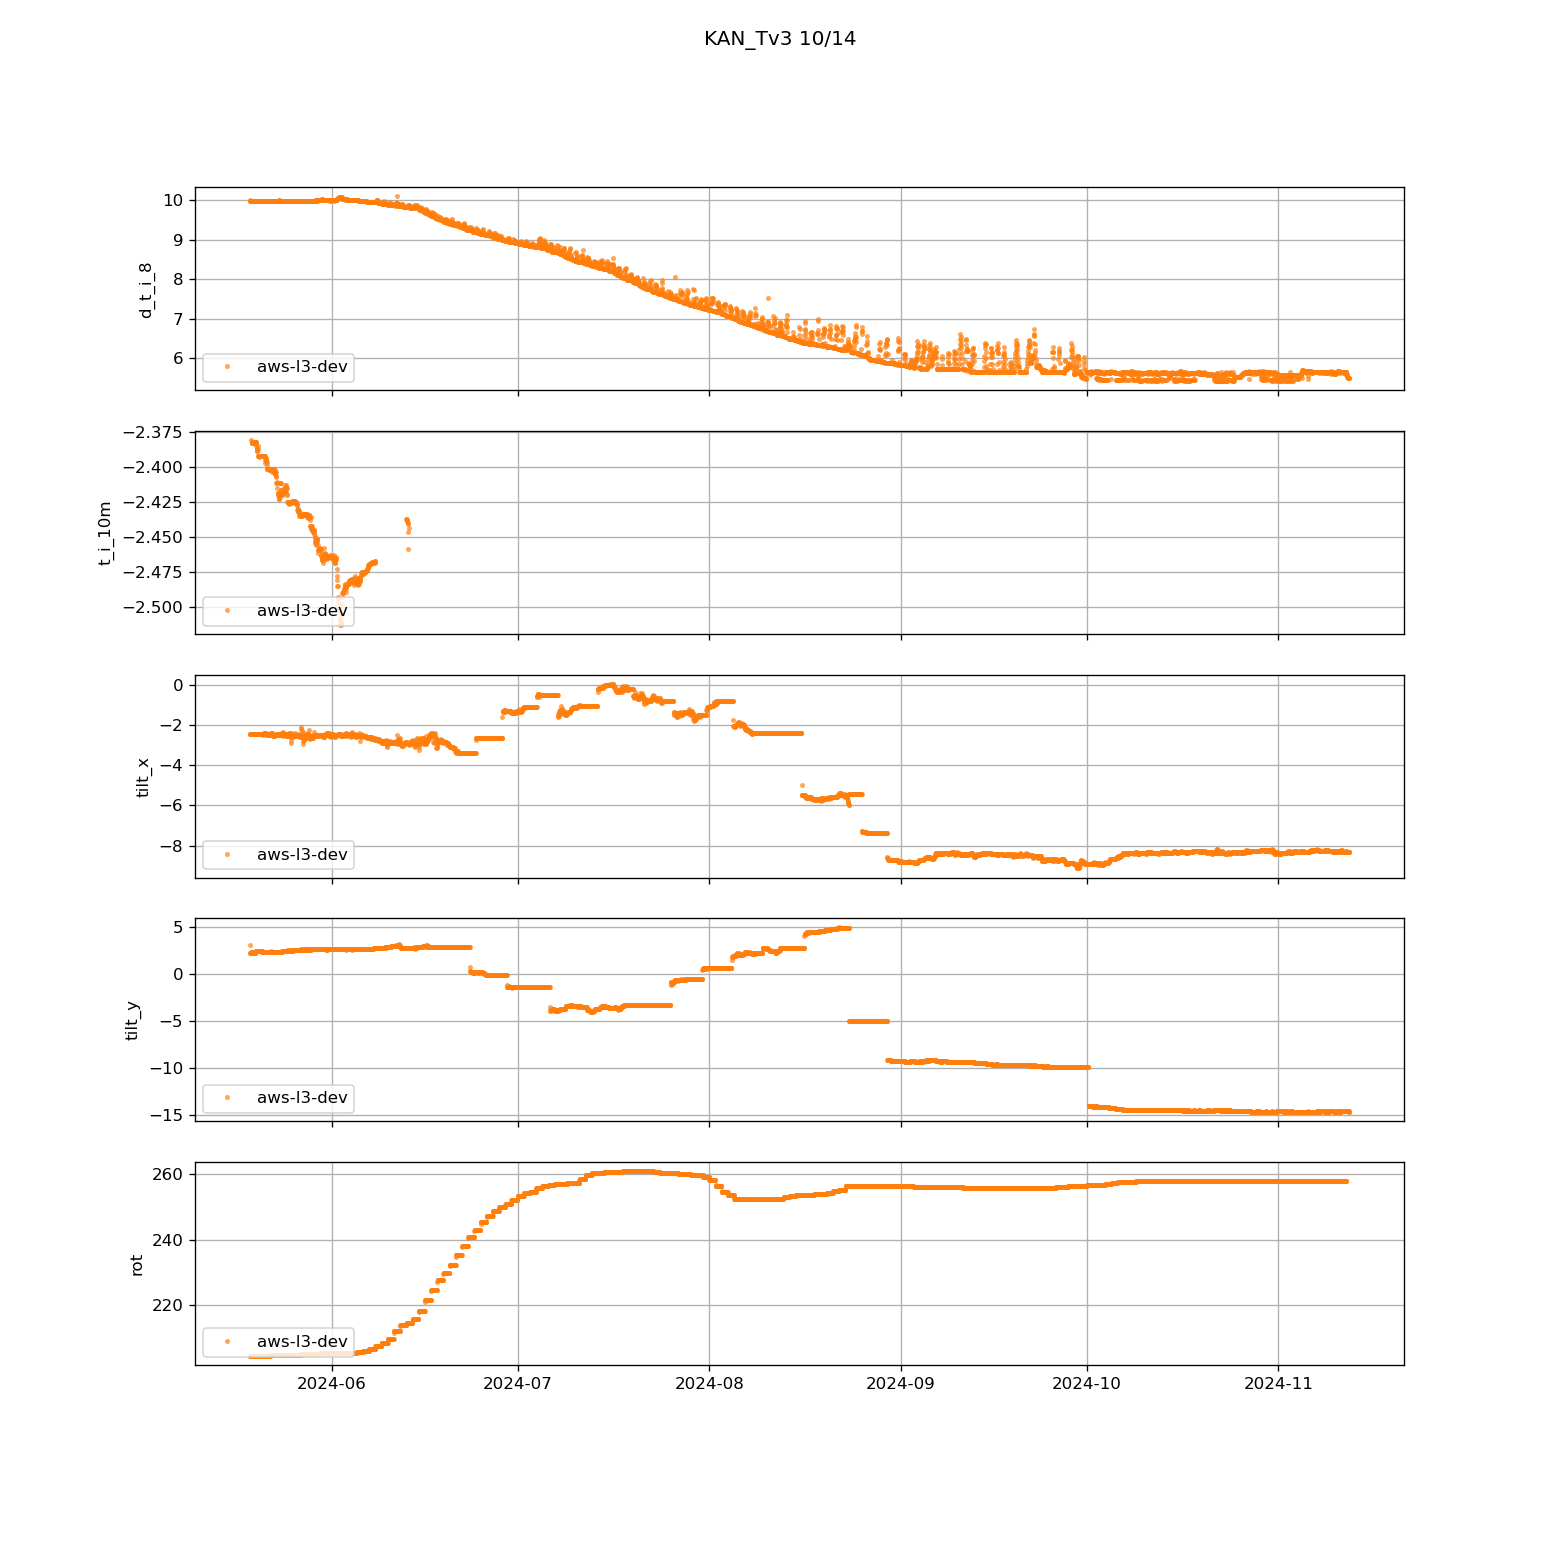 KAN_Tv3 10/14
10
9
8
7
6
d_t_i_8
aws-l3-dev
−2.375
−2.400
−2.425
−2.450
−2.475
−2.500
t_i_10m
aws-l3-dev
0
−2
−4
−6
−8
tilt_x
aws-l3-dev
5
0
−5
−10
−15
tilt_y
aws-l3-dev
260
240
220
rot
aws-l3-dev
2024-06 2024-07 2024-08 2024-09 2024-10 2024-11